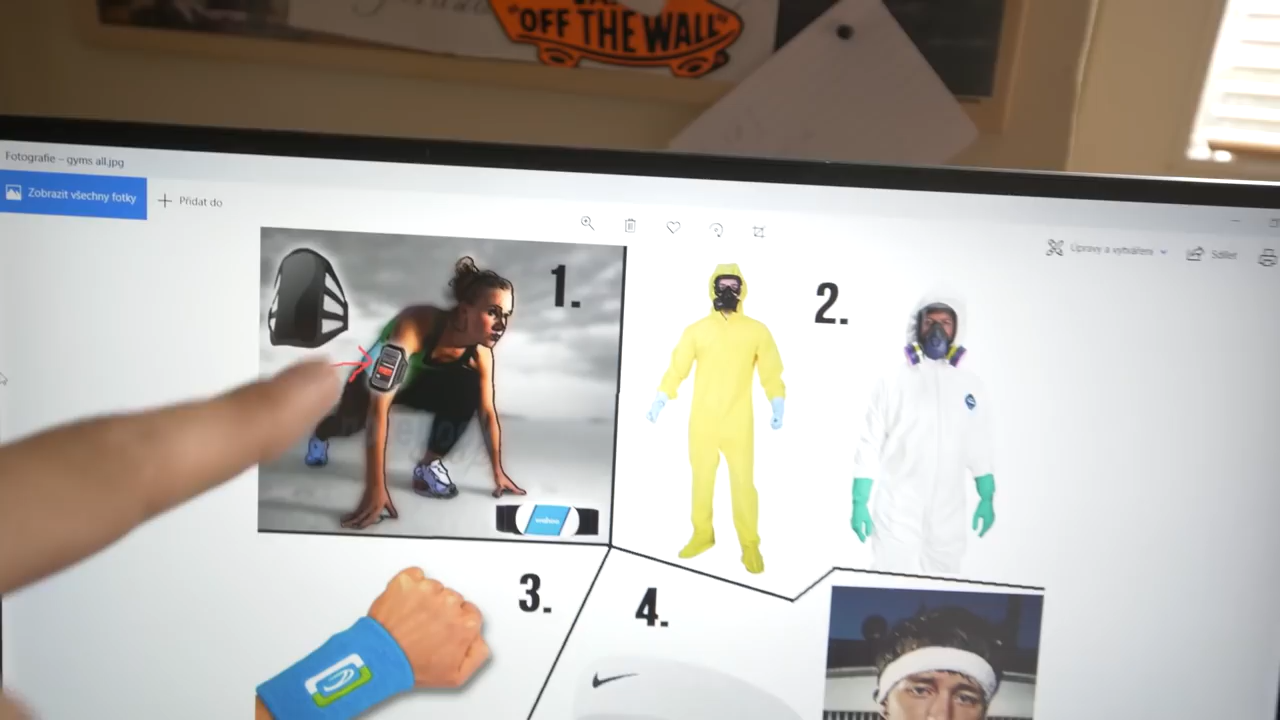 "OFF THE WALL"
Fotografie – gyms all.jpg
Zobrazit všechny fotky
Přidat do
Úpravy a vytváření
Sdílet
1.
2.
3.
4.